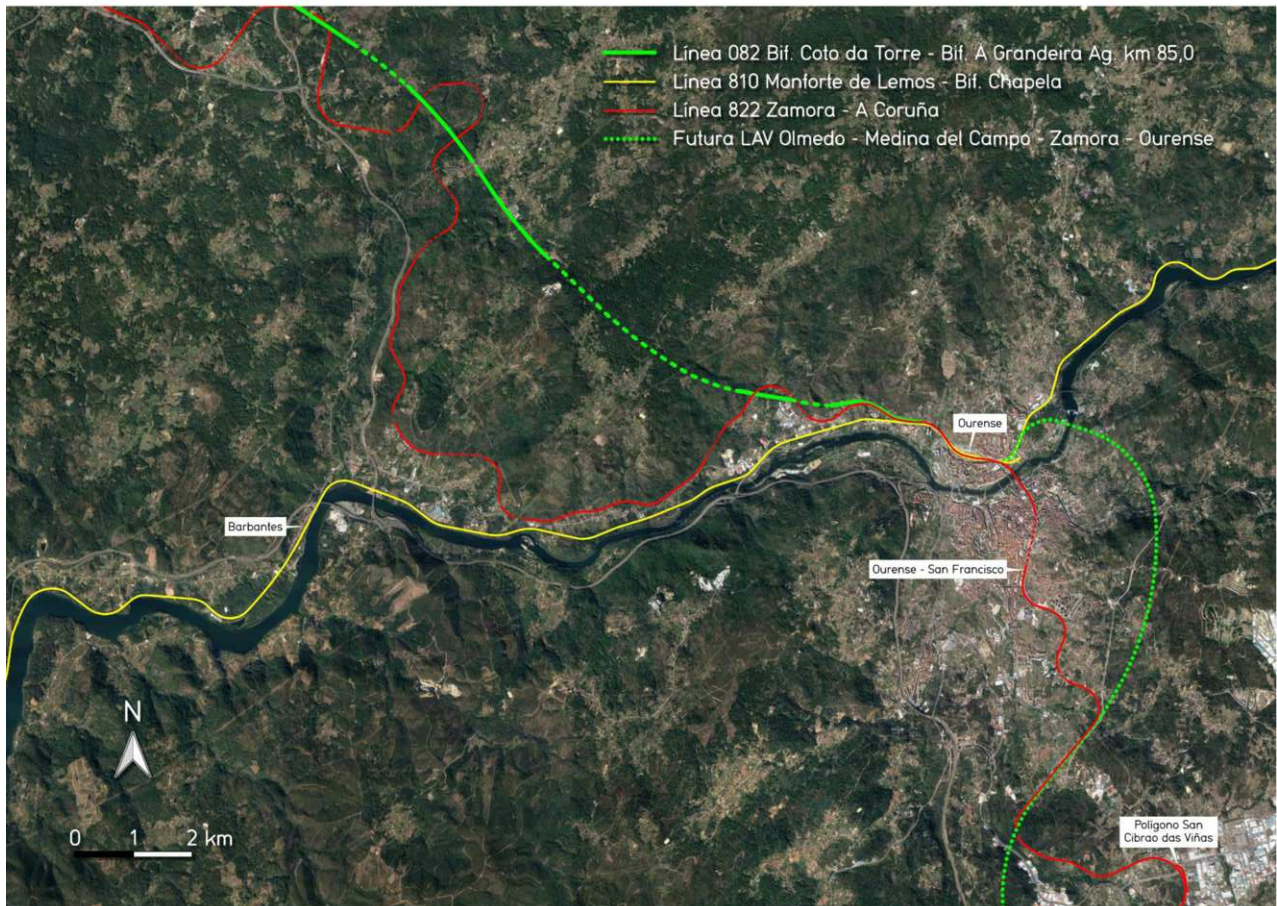 Línea 082 Bif. Coto da Torre - Bif. A Grandeira Ag. km 85,0
Línea 810 Monforte de Lemos - Bif. Chapela
Línea 822 Zamora - A Coruña
Futura LAV Olmedo - Medina del Campo - Zamora - Ourense
Ourense
Barbantes
Ourense - San Francisco
N
0 1 2 km
Polígono San
Cibrao das Viñas